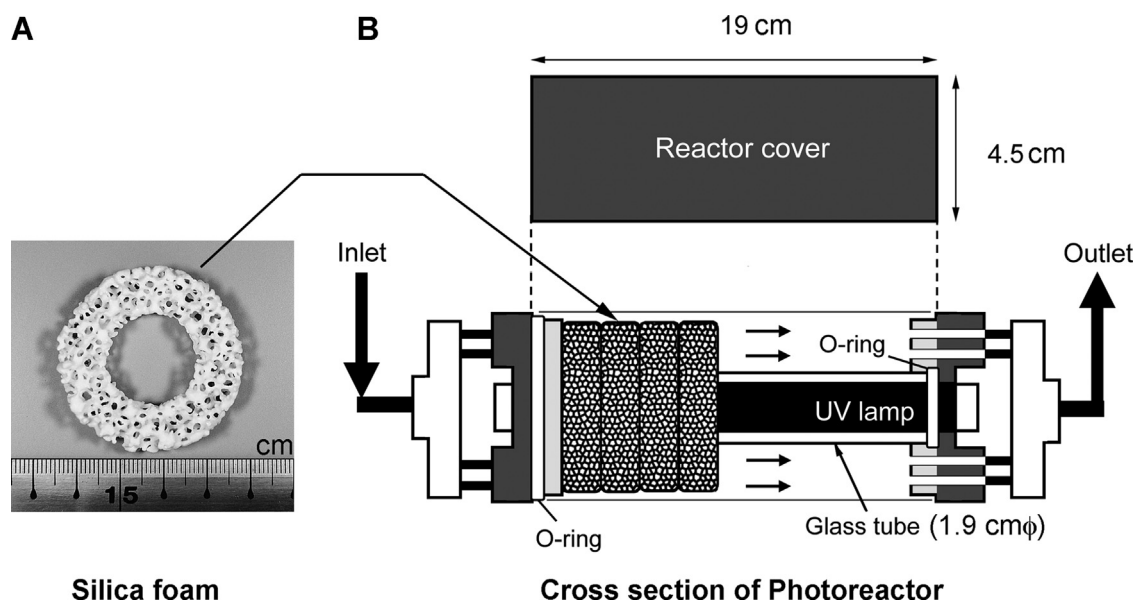 A
B
19 cm
Reactor cover
4.5 cm
Inlet
Outlet
O-ring
UV lamp
cm
15
Glass tube (1.9 cmϕ)
O-ring
Silica foam
Cross section of Photoreactor